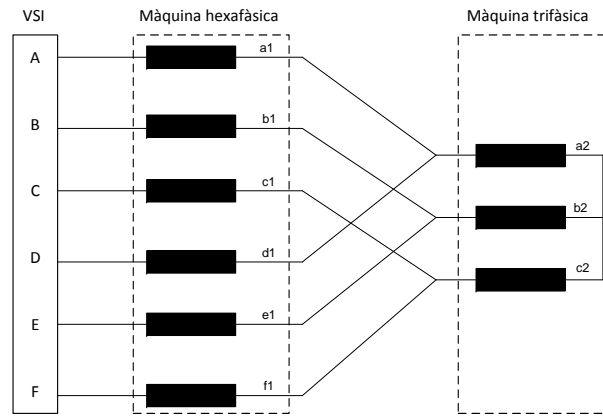 VSI
Màquina hexafàsica
Màquina trifàsica
A
a1
B
b1
a2
C
c1
b2
D
d1
c2
E
e1
F
f1